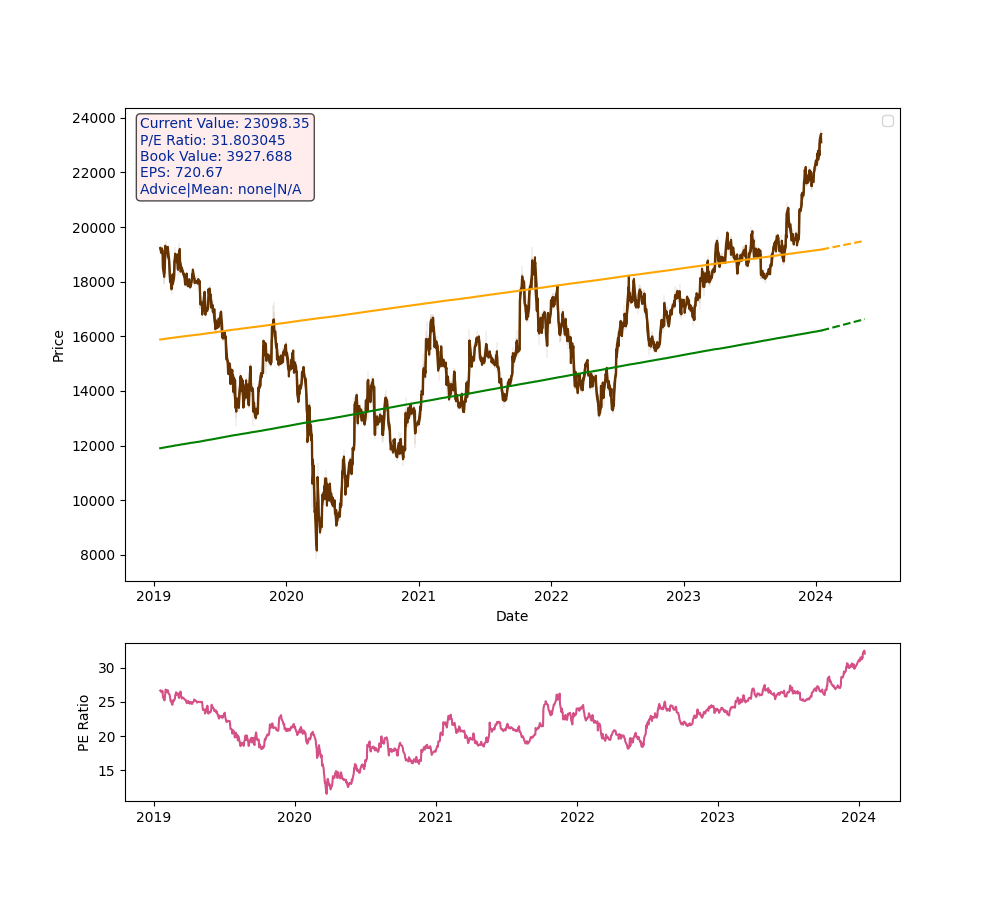 24000
22000
20000
18000
16000
14000
12000
10000
8000
Price
Current Value: 23098.35
P/E Ratio: 31.803045
Book Value: 3927.688
EPS: 720.67
Advice|Mean: none|N/A
2019 2020 2021 2022 2023 2024
Date
30
25
20
15
PE Ratio
2019 2020 2021 2022 2023 2024